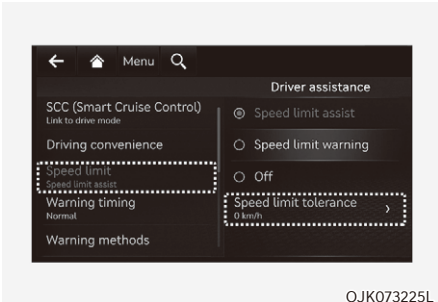 Menu
Driver assistance
SCC (Smart Cruise Control)
Link to drive mode
Driving convenience
Speed limit
Speed limit assist
Warning timing
Normal
Warning methods
Speed limit assist
Speed limit warning
Off
Speed limit tolerance
0 km/h
OJK073225L